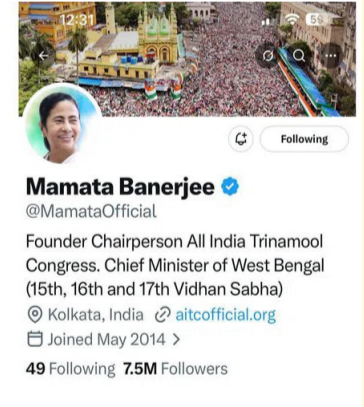 12:31
59
Following
Mamata Banerjee
@MamataOfficial
Founder Chairperson All India Trinamool
Congress. Chief Minister of West Bengal
(15th, 16th and 17th Vidhan Sabha)
Kolkata, India aitcofficial.org
Joined May 2014
49 Following 7.5M Followers